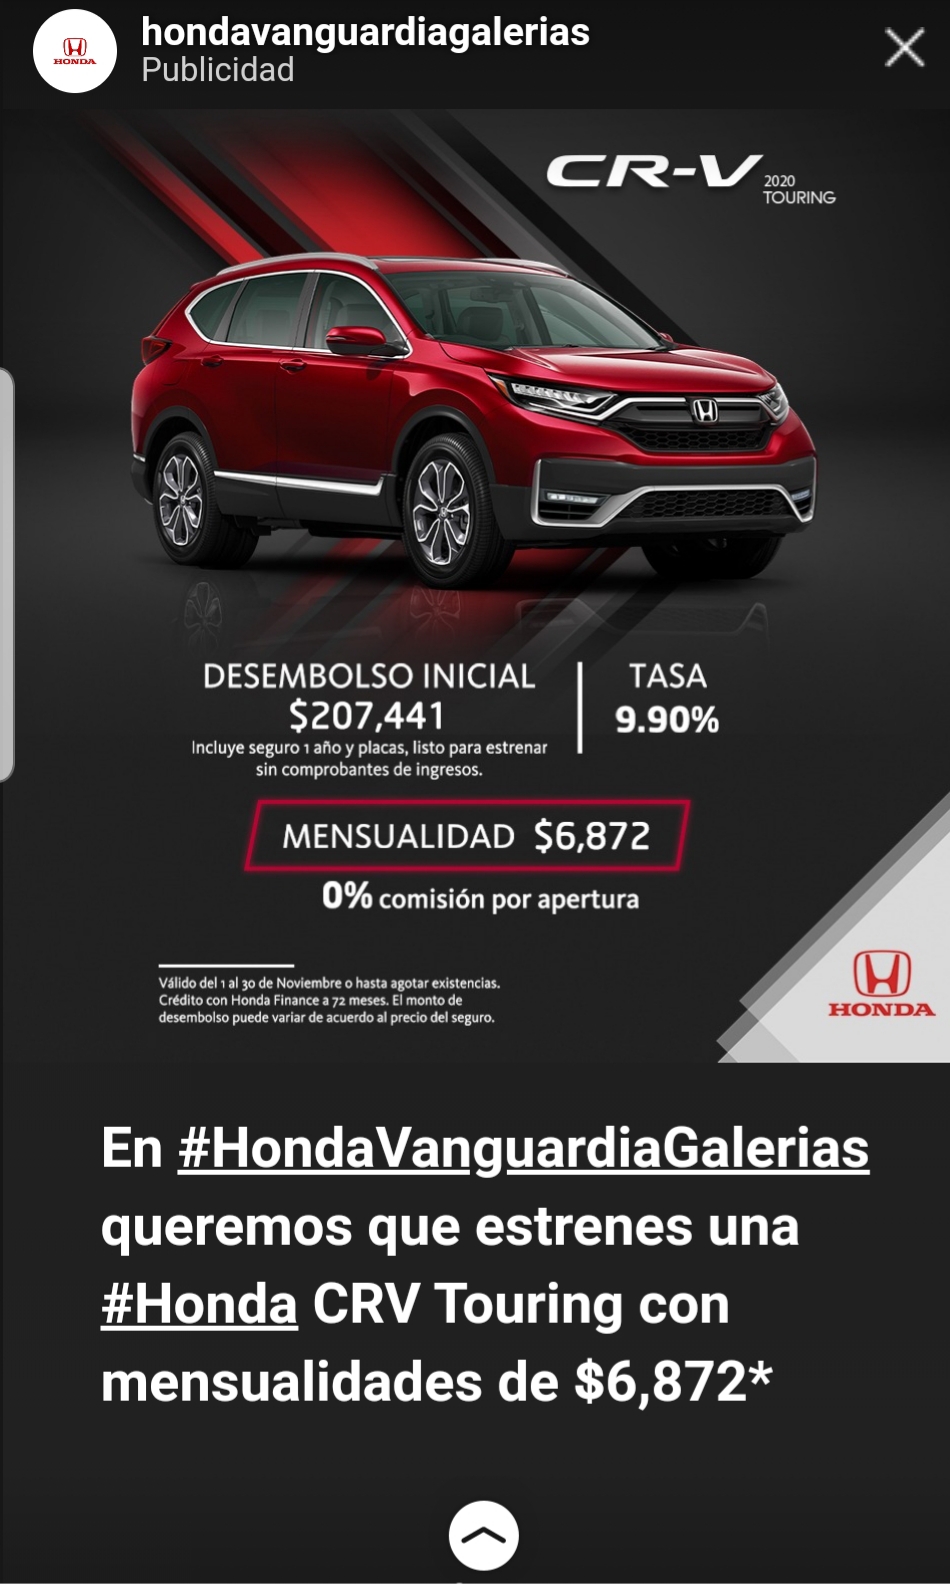 hondavanguardiagalerias
Publicidad
HONDA
CR-V
2020
TOURING
DESEMBOLSO INICIAL
$207,441
Incluye seguro 1 año y placas, listo para estrenar
sin comprobantes de ingresos.
TASA
9.90%
MENSUALIDAD $6,872
0% comisión por apertura
Válido del 1 al 30 de Noviembre o hasta agotar existencias.
Crédito con Honda Finance a 72 meses. El monto de
desembolso puede variar de acuerdo al precio del seguro.
HONDA
En #HondaVanguardiaGalerias
queremos que estrenes una
#Honda CRV Touring con
mensualidades de $6,872*